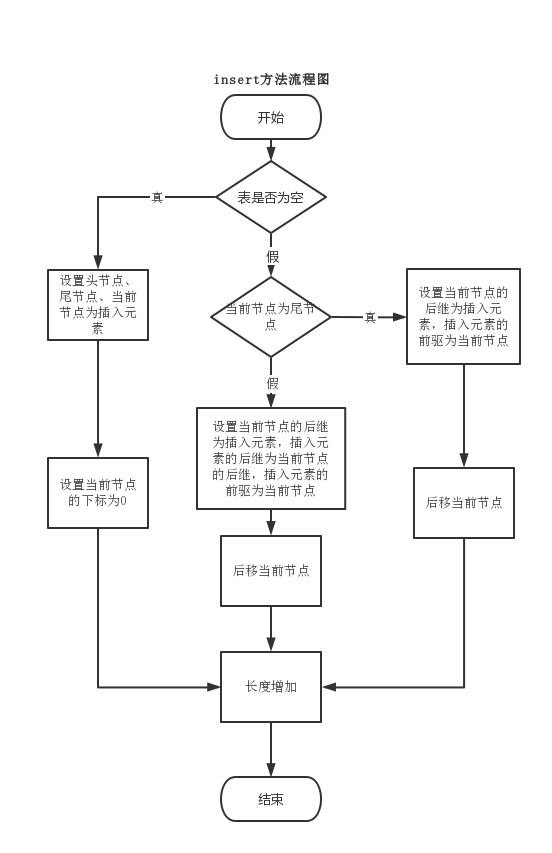 insert方法流程图
开始
表是否为空
真
假
设置头节点、
尾节点、当前
节点为插入元
素
当前节点为尾节
点
真
设置当前节点的
后继为插入元
素，插入元素的
前驱为当前节点
假
设置当前节点的后继
为插入元素，插入元
素的后继为当前节点
的后继，插入元素的
前驱为当前节点
设置当前节点
的下标为0
后移当前节点
后移当前节点
长度增加
结束